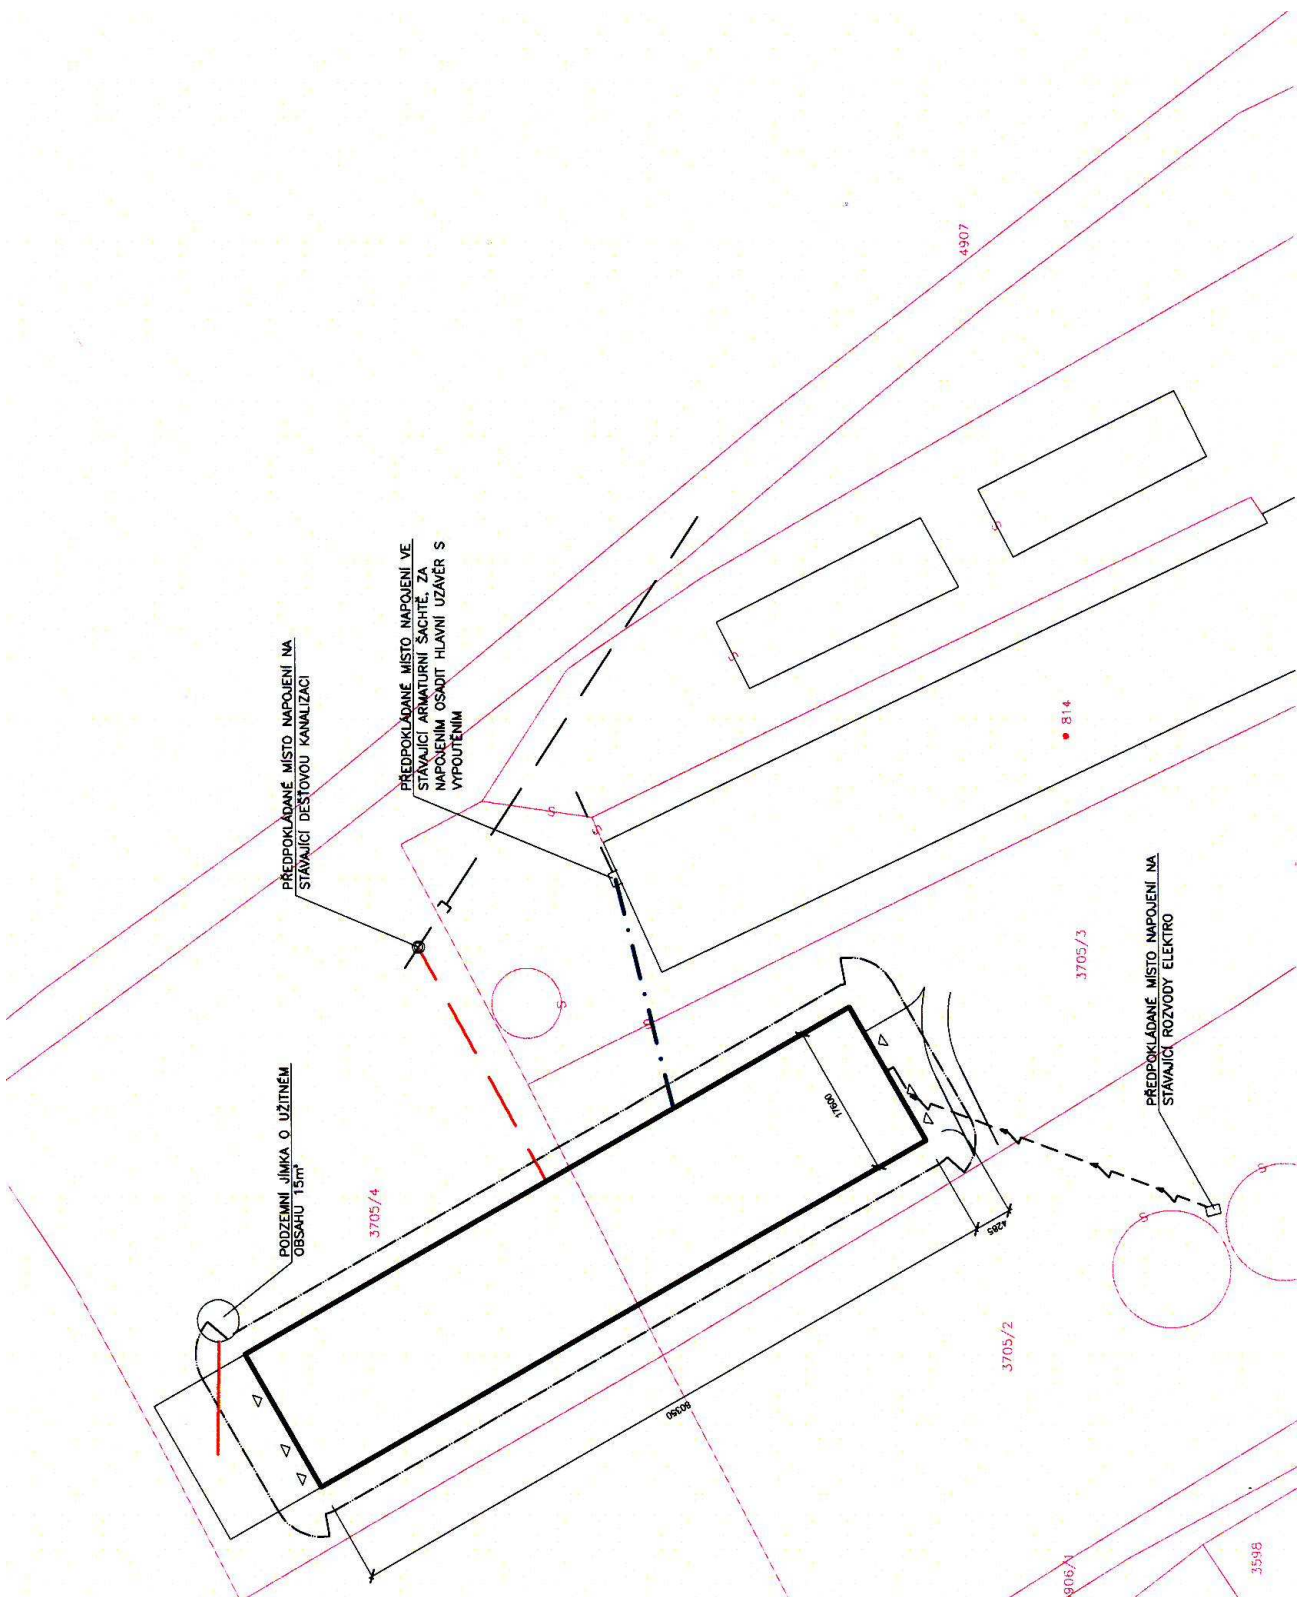 PŘEDPOKLÁDANÉ MÍSTO NAPOJENÍ NA
STÁVAJÍCÍ DEŠŤOVOU KANALIZACI
PŘEDPOKLÁDANÉ MÍSTO NAPOJENÍ VE
STÁVAJÍCÍ ARMATURNÍ ŠACHTĚ, ZA
NAPOJENÍM OSADIT HLAVNÍ UZÁVĚR S
VYPOUTĚNÍM
4907
S
S
S
S
814
PODZEMNÍ JÍMKA O UŽITNÉM
OBSAHU 15m³
3705/4
S
S
3705/3
PŘEDPOKLÁDANÉ MÍSTO NAPOJENÍ NA
STÁVAJÍCÍ ROZVODY ELEKTRO
17600
4285
S
S
3705/2
80350
3598